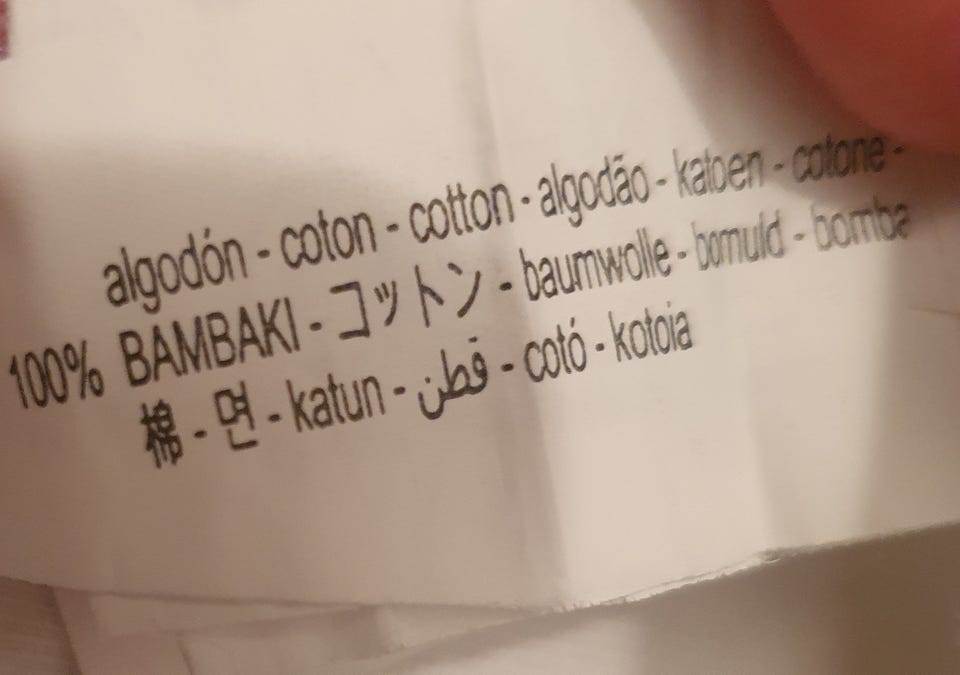 algodón - coton - cotton - algodão - katoen - cotone -
100% BAMBAKI - コットン - baumwolle - bomuld - bomba
棉 - 면 - katun - قطن - cotó - kotoia